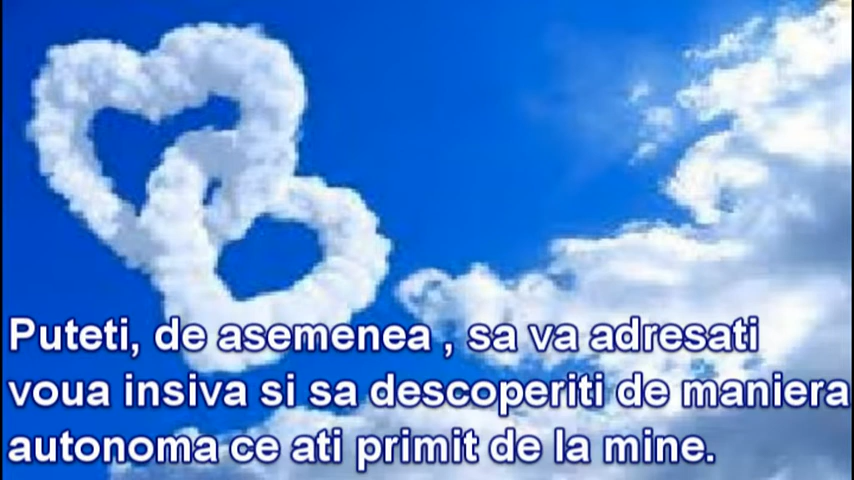 Puteti, de asemenea , sa va adresati
voua insiva si sa descoperiti de maniera
autonoma ce ati primit de la mine.